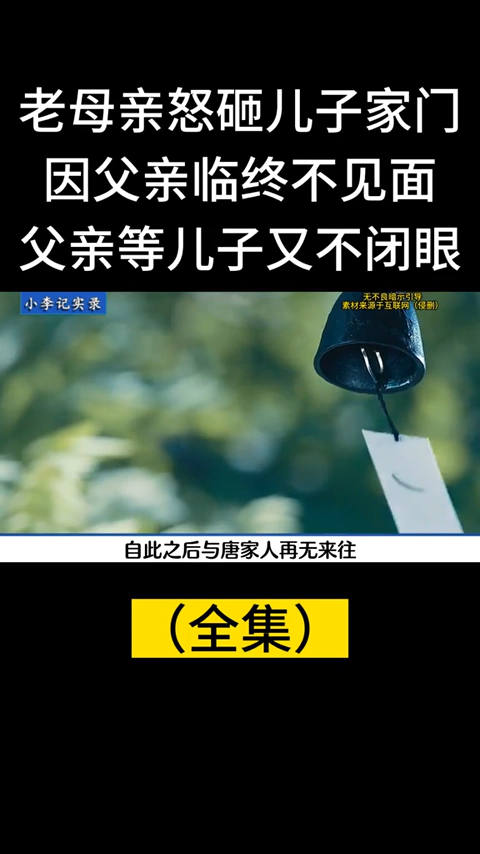 老母亲怒砸儿子家门
因父亲临终不见面
父亲等儿子又不闭眼
小李记实录
无不良暗示引导
素材来源于互联网（侵删）
自此之后与唐家人再无来往
（全集）